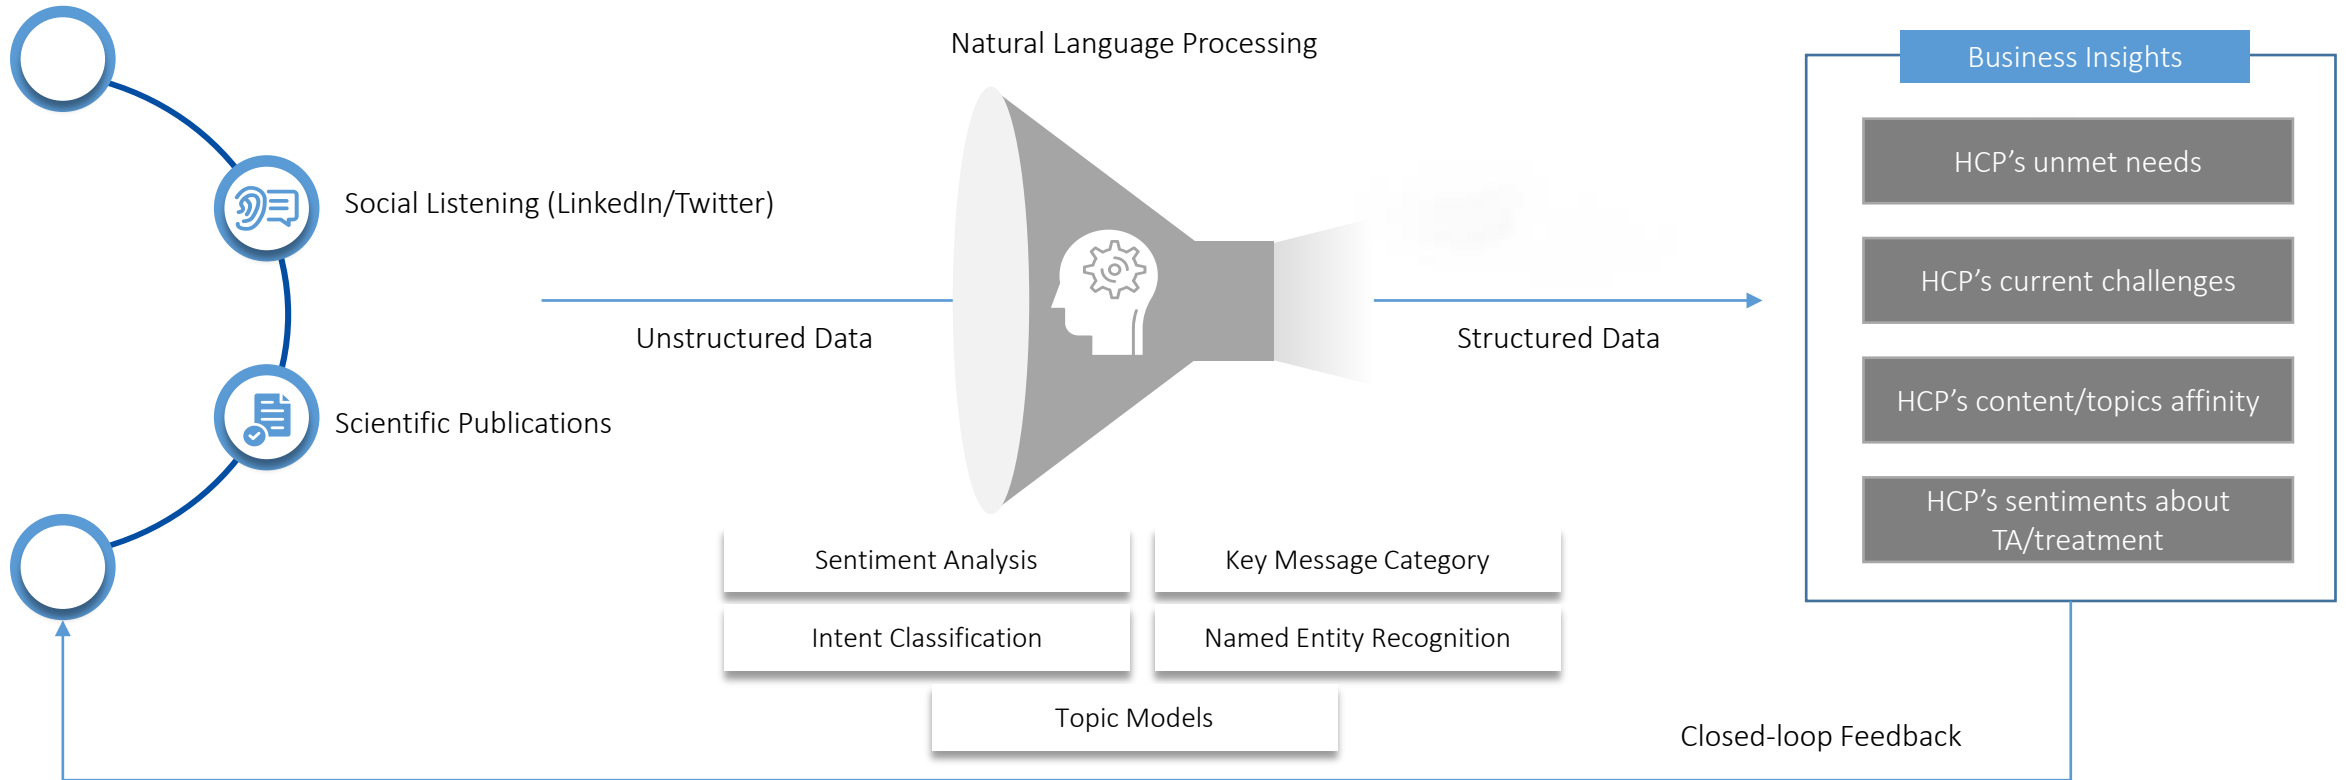 Natural Language Processing
Business Insights
Social Listening (LinkedIn/Twitter)
Scientific Publications
Unstructured Data
Structured Data
HCP’s unmet needs
HCP’s current challenges
HCP’s content/topics affinity
HCP’s sentiments about
TA/treatment
Sentiment Analysis
Key Message Category
Intent Classification
Named Entity Recognition
Topic Models
Closed-loop Feedback